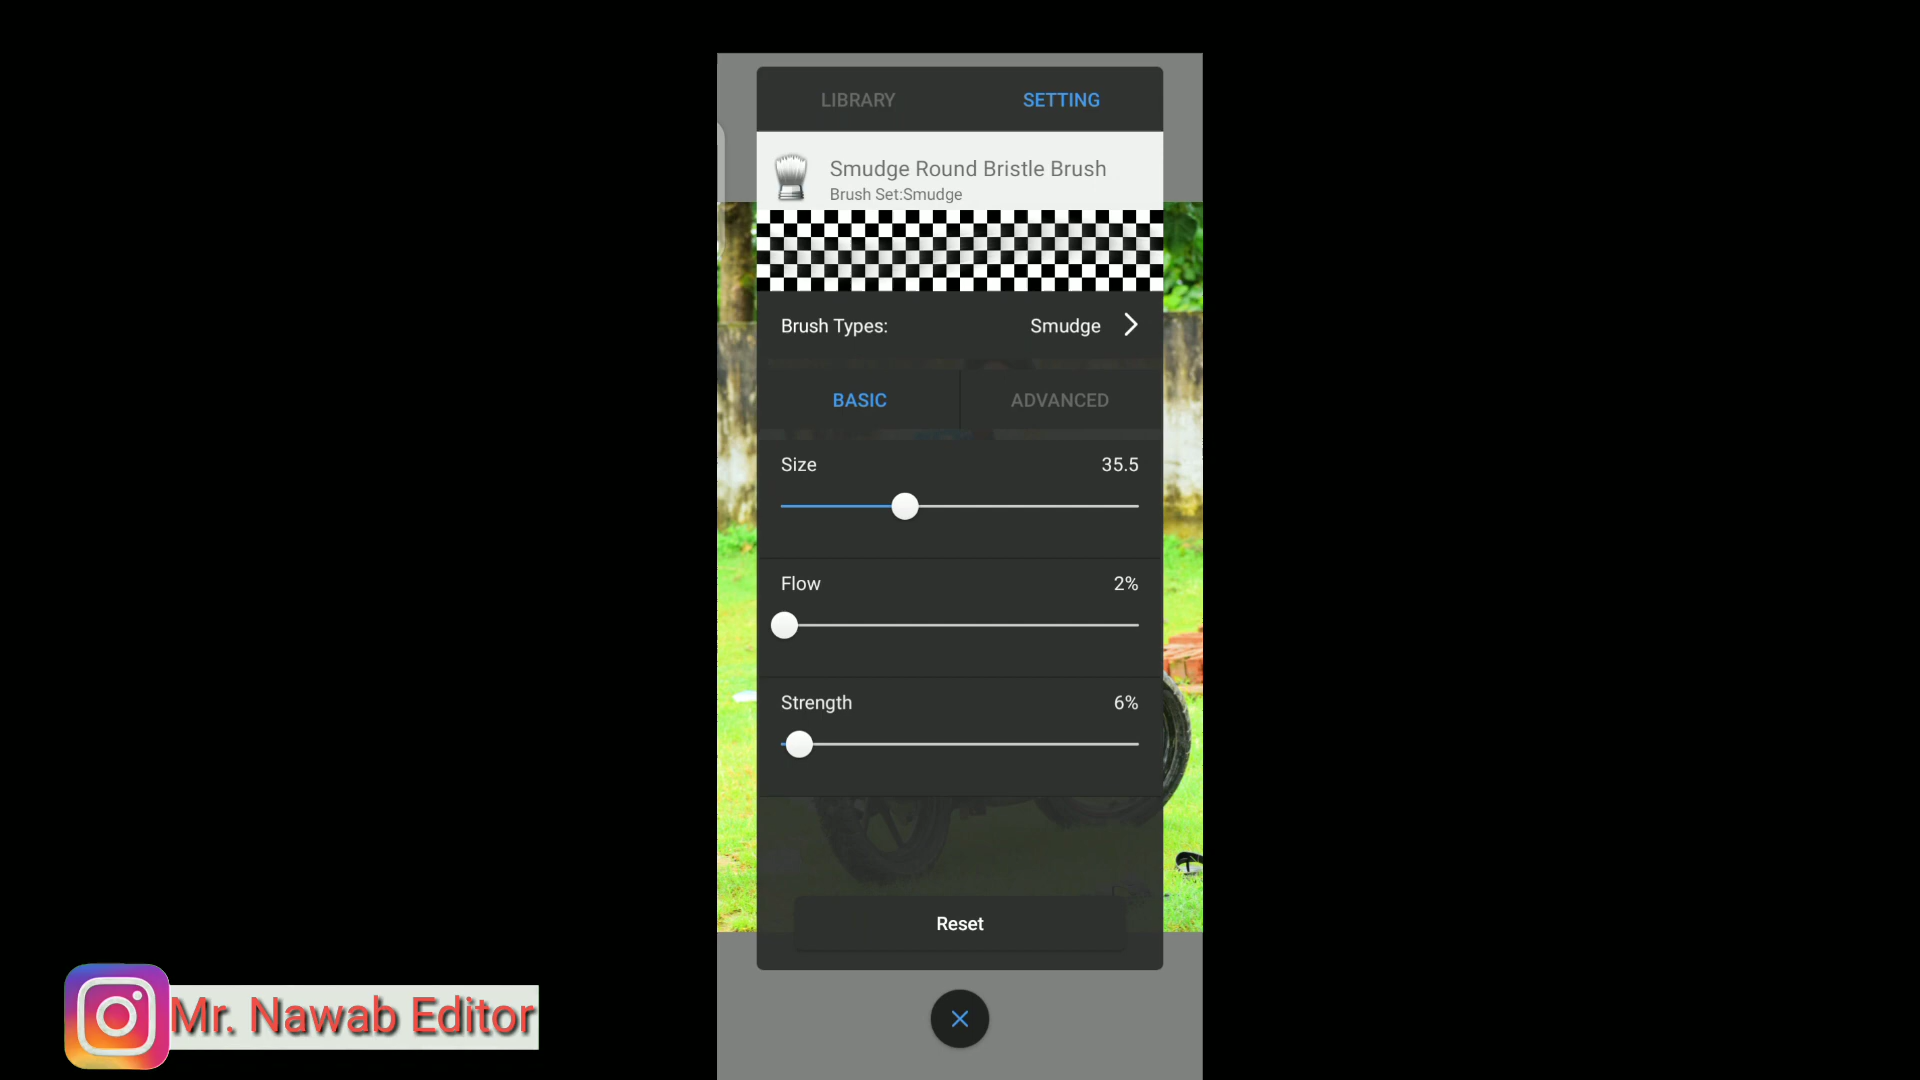 LIBRARY SETTING
Smudge Round Bristle Brush
Brush Set:Smudge
Brush Types: Smudge
BASIC ADVANCED
Size 35.5
Flow 2%
Strength 6%
Reset
Mr. Nawab Editor